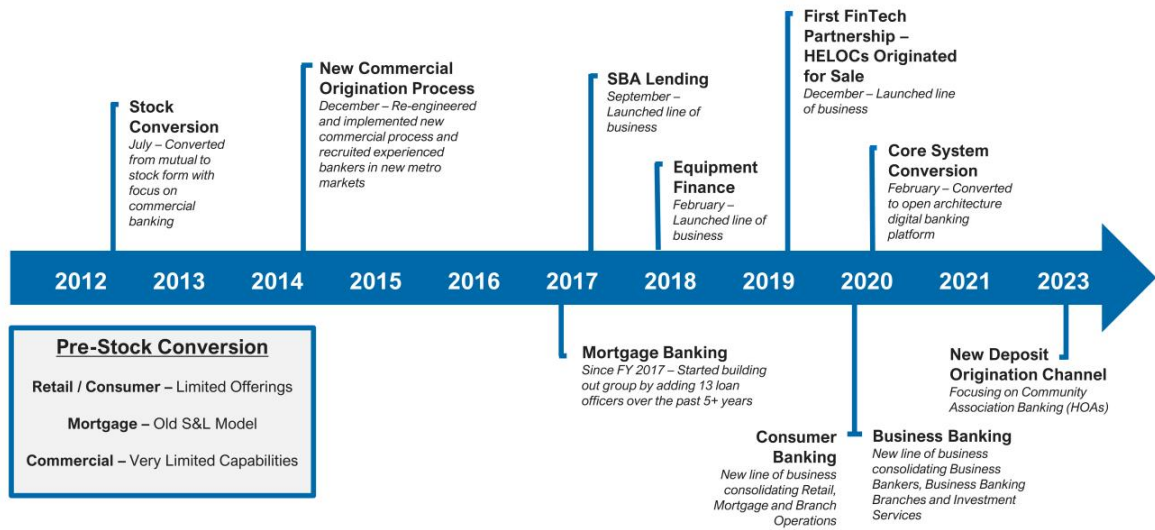 Stock
Conversion
July – Converted
from mutual to
stock form with
focus on
commercial
banking
New Commercial
Origination Process
December – Re-engineered
and implemented new
commercial process and
recruited experienced
bankers in new metro
markets
SBA Lending
September –
Launched line of
business
Equipment
Finance
February –
Launched line of
business
First FinTech
Partnership –
HELOCs Originated
for Sale
December – Launched
line of business
Core System
Conversion
February – Converted
to open architecture
digital banking
platform
2012 2013 2014 2015 2016 2017 2018 2019 2020 2021 2023
Pre-Stock Conversion
Retail / Consumer – Limited Offerings
Mortgage – Old S&L Model
Commercial – Very Limited Capabilities
Mortgage Banking
Since FY 2017 – Started building
out group by adding 13 loan
officers over the past 5+ years
Consumer
Banking
New line of business
consolidating Retail,
Mortgage and Branch
Operations
Business Banking
New line of business
consolidating Business
Bankers, Business Banking
Branches and Investment
Services
New Deposit
Origination Channel
Focusing on Community
Association Banking (HOAs)